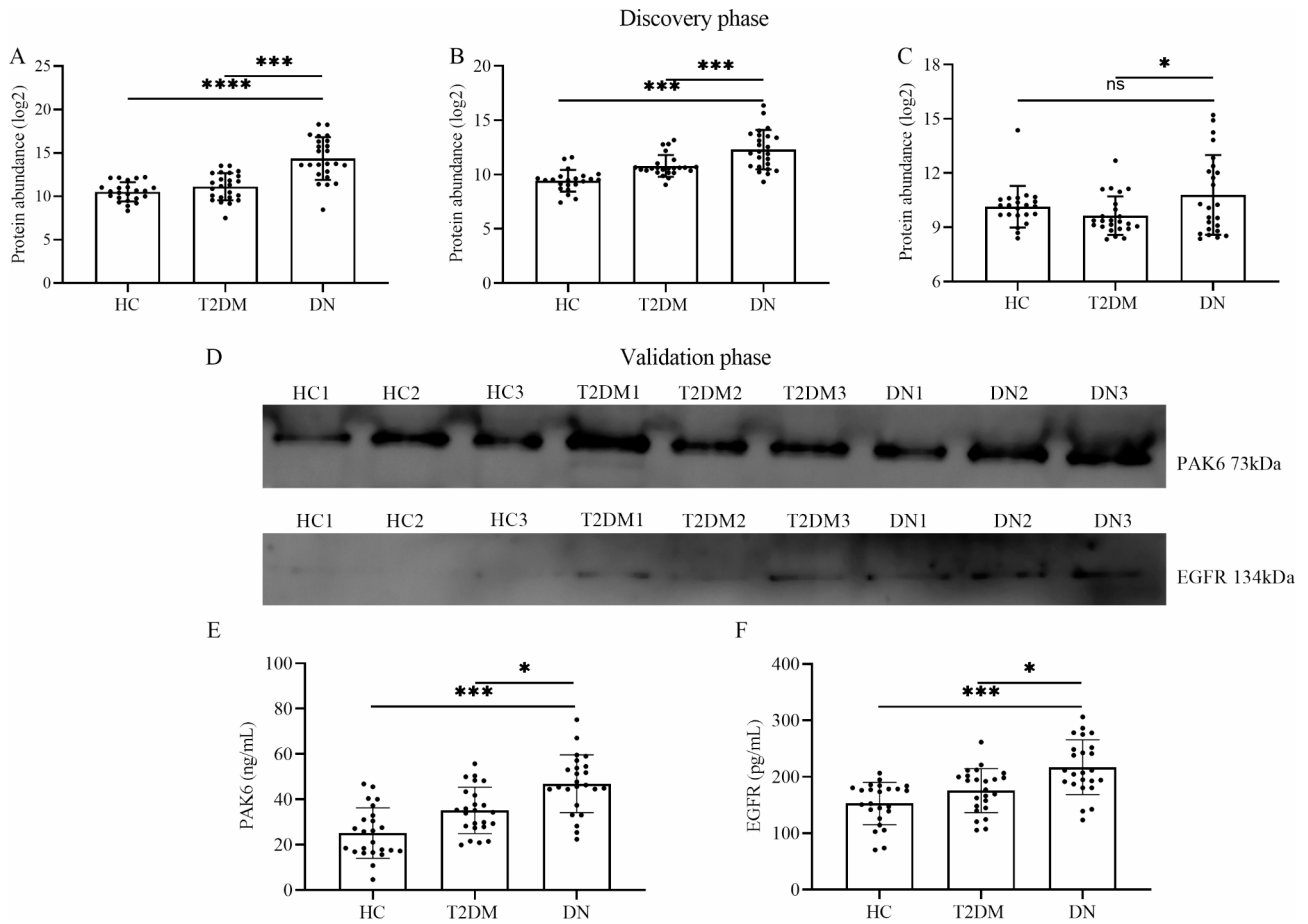 Discovery phase
A
Protein abundance (log2)
25
20
15
10
5
0
***
****
HC T2DM DN
B
Protein abundance (log2)
20
15
10
5
0
***
***
HC T2DM DN
C
Protein abundance (log2)
18
15
12
9
6
*
ns
HC T2DM DN
D
Validation phase
HC1 HC2 HC3 T2DM1 T2DM2 T2DM3 DN1 DN2 DN3
PAK6 73kDa
HC1 HC2 HC3 T2DM1 T2DM2 T2DM3 DN1 DN2 DN3
EGFR 134kDa
E
PAK6 (ng/mL)
100
80
60
40
20
0
*
***
HC T2DM DN
F
EGFR (pg/mL)
400
300
200
100
0
*
***
HC T2DM DN